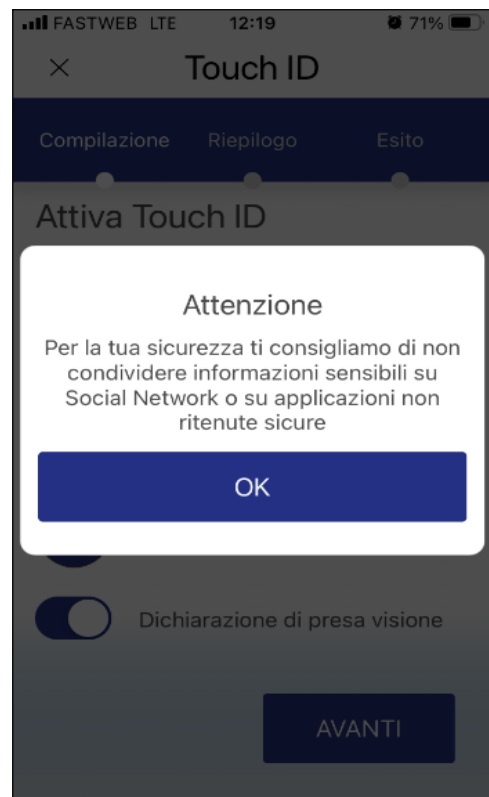 FASTWEB LTE 12:19 71%
Touch ID
Compilazione Riepilogo Esito
Attiva Touch ID
Attenzione
Per la tua sicurezza ti consigliamo di non
condividere informazioni sensibili su
Social Network o su applicazioni non
ritenute sicure
OK
Dichiarazione di presa visione
AVANTI